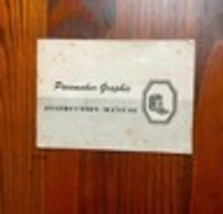 Pacemaker Graphic
INSTRUCTION MANUAL